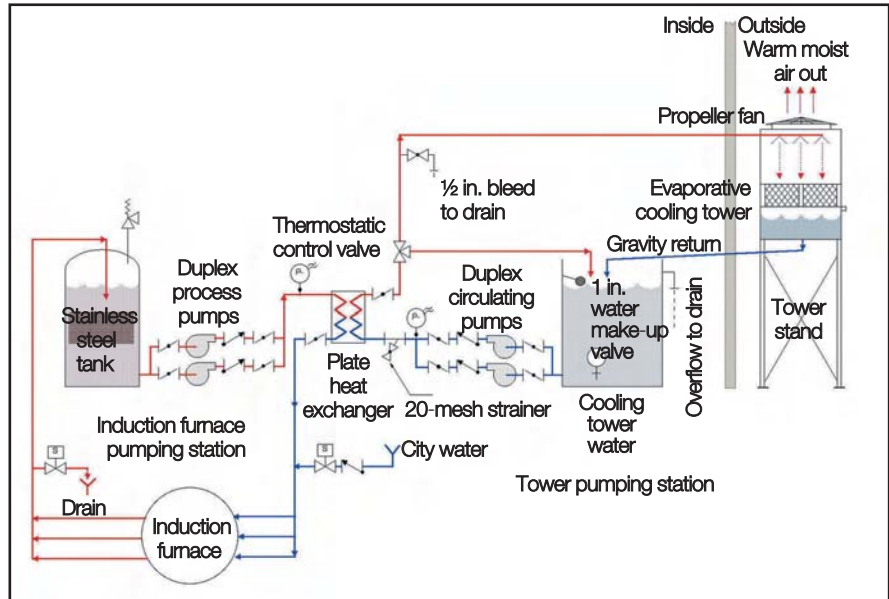 Inside
Outside
Warm moist
air out
Propeller fan
½ in. bleed
to drain
Evaporative
cooling tower
Thermostatic
control valve
Gravity return
Duplex
process
pumps
Duplex
circulating
pumps
1 in.
water
make-up
valve
Stainless
steel
tank
Tower
stand
Overflow to drain
Plate
heat
exchanger
20-mesh strainer
Cooling
tower
water
Induction furnace
pumping station
S
S
City water
Tower pumping station
Drain
Induction
furnace